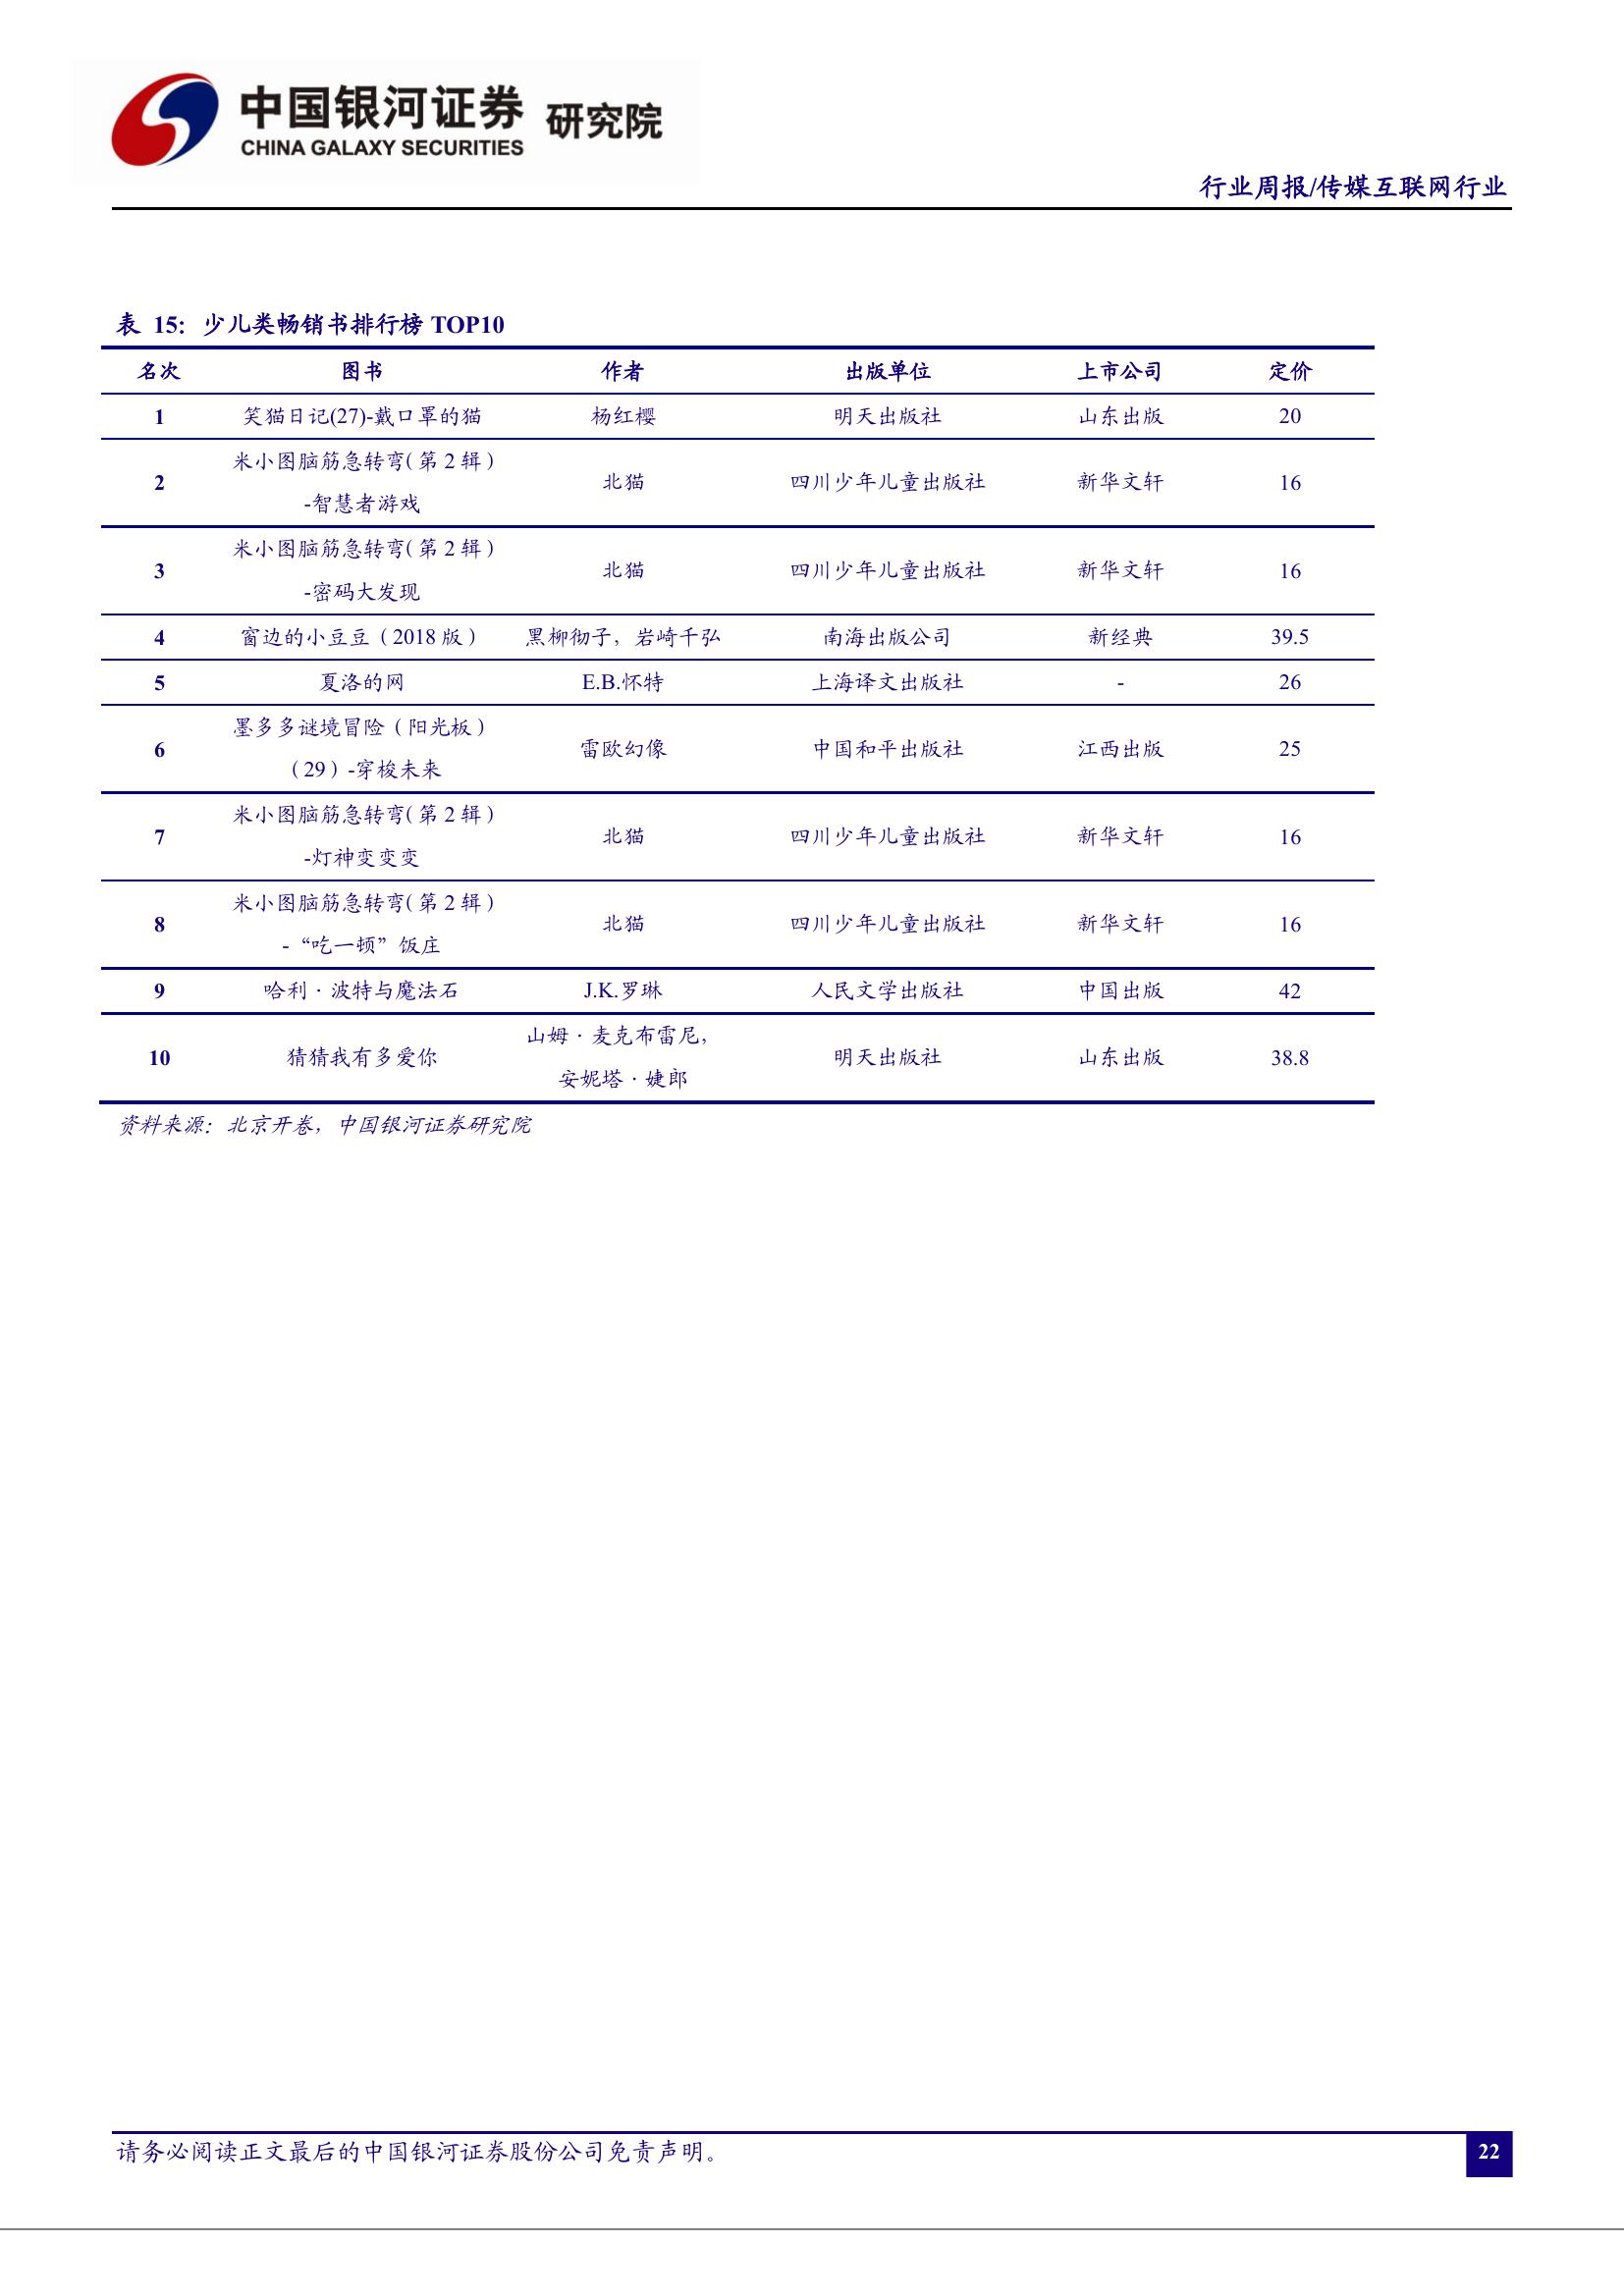 中国银河证券 研究院
CHINA GALAXY SECURITIES
行业周报/传媒互联网行业
表 15: 少儿类畅销书排行榜 TOP10
名次 图书 作者 出版单位 上市公司 定价
1 笑猫日记(27)-戴口罩的猫 杨红樱 明天出版社 山东出版 20
米小图脑筋急转弯(第 2 辑)
2 北猫 四川少年儿童出版社 新华文轩 16
-智慧者游戏
米小图脑筋急转弯(第 2 辑)
3 北猫 四川少年儿童出版社 新华文轩 16
-密码大发现
4 窗边的小豆豆（2018 版） 黑柳彻子，岩崎千弘 南海出版公司 新经典 39.5
5 夏洛的网 E.B.怀特 上海译文出版社 - 26
墨多多谜境冒险（阳光板）
6 雷欧幻像 中国和平出版社 江西出版 25
（29）-穿梭未来
米小图脑筋急转弯(第 2 辑)
7 北猫 四川少年儿童出版社 新华文轩 16
-灯神变变变
米小图脑筋急转弯(第 2 辑)
8 北猫 四川少年儿童出版社 新华文轩 16
-“吃一顿”饭庄
9 哈利·波特与魔法石 J.K.罗琳 人民文学出版社 中国出版 42
山姆·麦克布雷尼，
10 猜猜我有多爱你 明天出版社 山东出版 38.8
安妮塔·婕郎
资料来源：北京开卷，中国银河证券研究院
请务必阅读正文最后的中国银河证券股份公司免责声明。
22